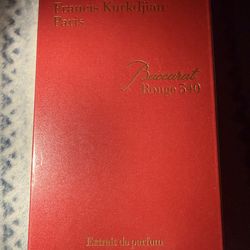 Francis Kurkdjian
Paris
Baccarat
Rouge 540
Extrait de parfum